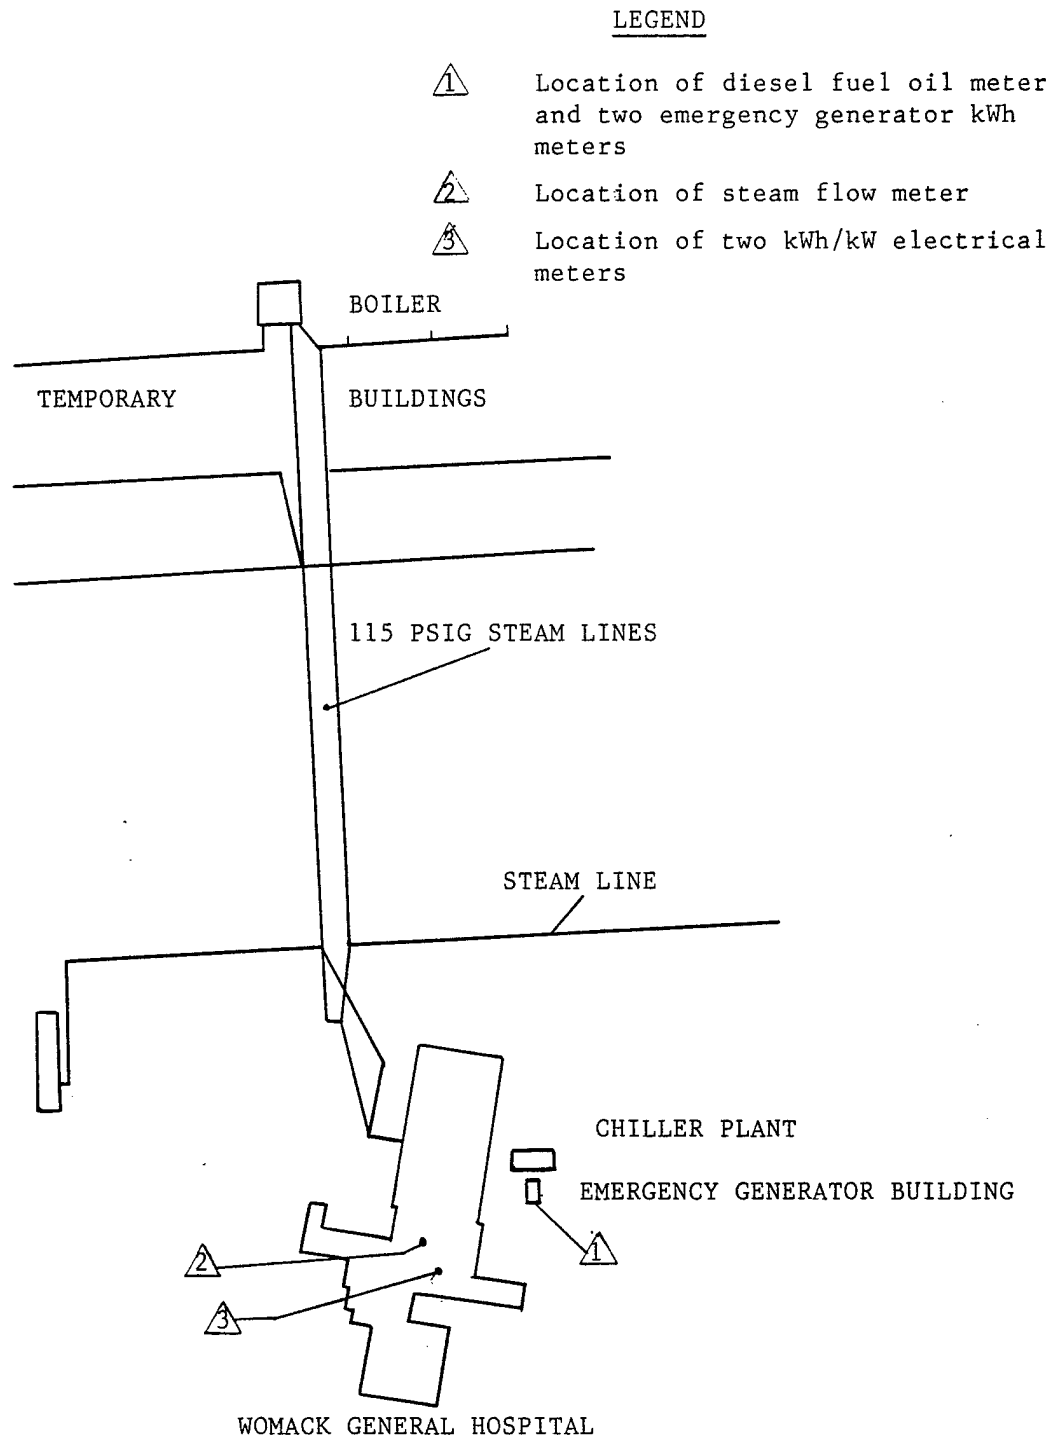 LEGEND
1 Location of diesel fuel oil meter
and two emergency generator kWh
meters
2 Location of steam flow meter
3 Location of two kWh/kW electrical
meters
BOILER
TEMPORARY BUILDINGS
115 PSIG STEAM LINES
STEAM LINE
CHILLER PLANT
EMERGENCY GENERATOR BUILDING
1
2
3
WOMACK GENERAL HOSPITAL